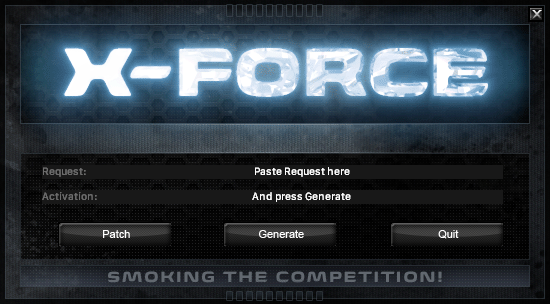 X-FORCE
Request: Paste Request here
Activation: And press Generate
Patch Generate Quit
SMOKING THE COMPETITION!